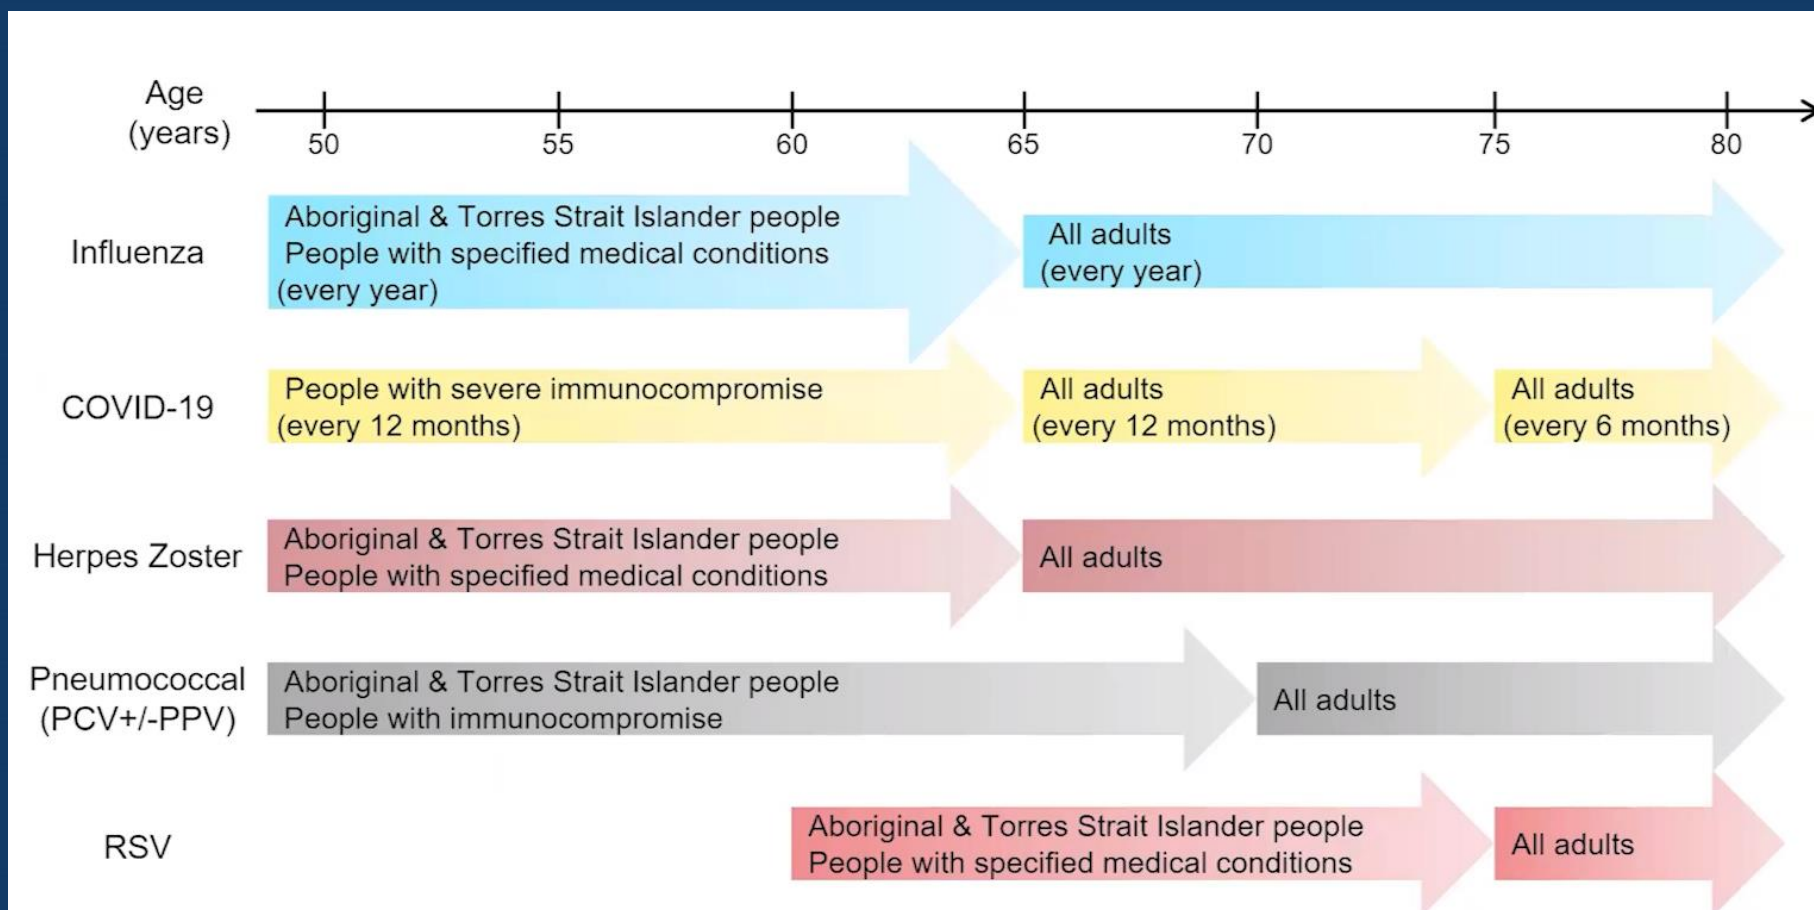 Age
(years)
50 55 60 65 70 75 80
Influenza
Aboriginal & Torres Strait Islander people
People with specified medical conditions
(every year)
All adults
(every year)
COVID-19
People with severe immunocompromise
(every 12 months)
All adults
(every 12 months)
All adults
(every 6 months)
Herpes Zoster
Aboriginal & Torres Strait Islander people
People with specified medical conditions
All adults
Pneumococcal
(PCV+/-PPV)
Aboriginal & Torres Strait Islander people
People with immunocompromise
All adults
RSV
Aboriginal & Torres Strait Islander people
People with specified medical conditions
All adults